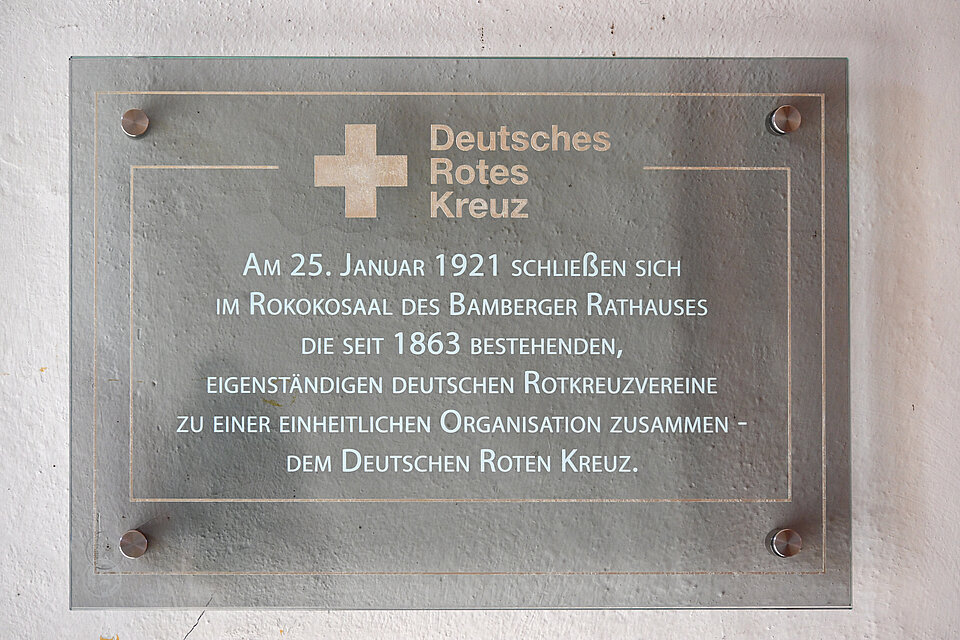 Deutsches
Rotes
Kreuz
Am 25. Januar 1921 schließen sich
im Rokokosaal des Bamberger Rathauses
die seit 1863 bestehenden,
eigenständigen deutschen Rotkreuzvereine
zu einer einheitlichen Organisation zusammen -
dem Deutschen Roten Kreuz.